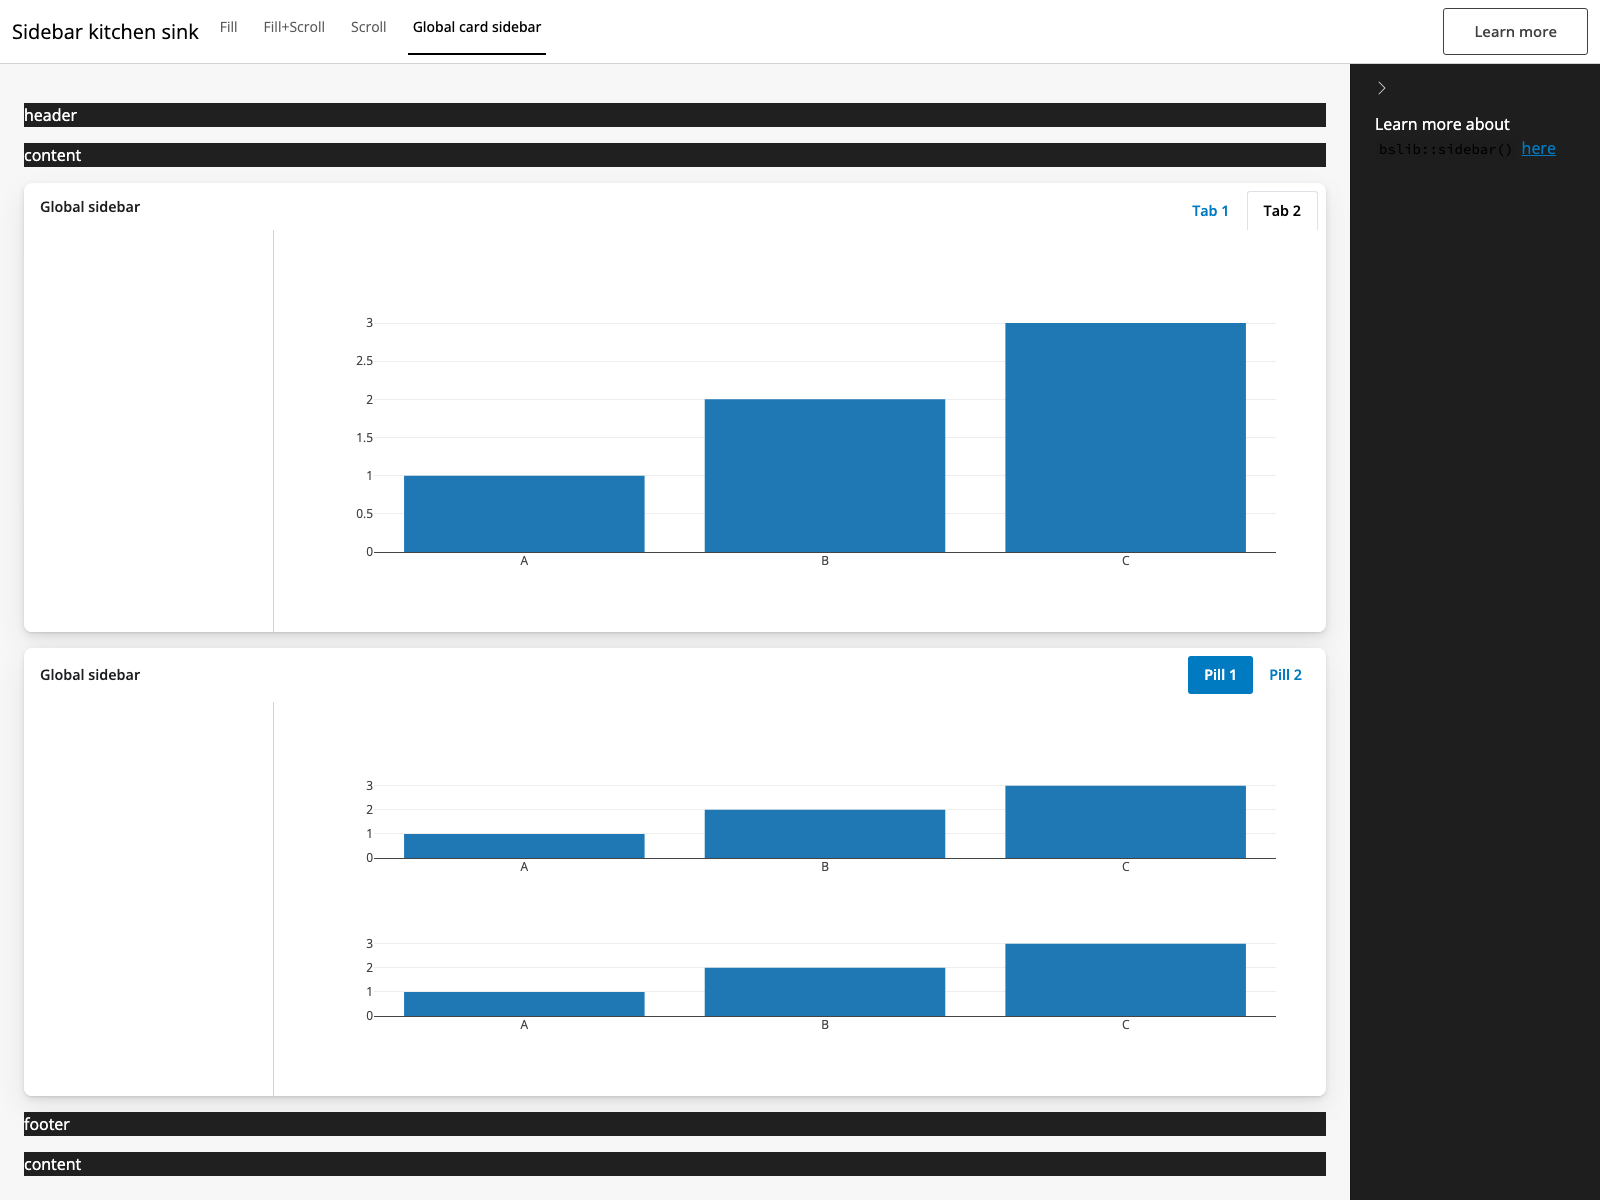 Sidebar kitchen sink
Fill
Fill+Scroll
Scroll
Global card sidebar
Learn more
header
content
Learn more about
bslib::sidebar() here
Global sidebar
Tab 1
Tab 2
3
2.5
2
1.5
1
0.5
0
A B C
Global sidebar
Pill 1
Pill 2
3
2
1
0
A B C
3
2
1
0
A B C
footer
content